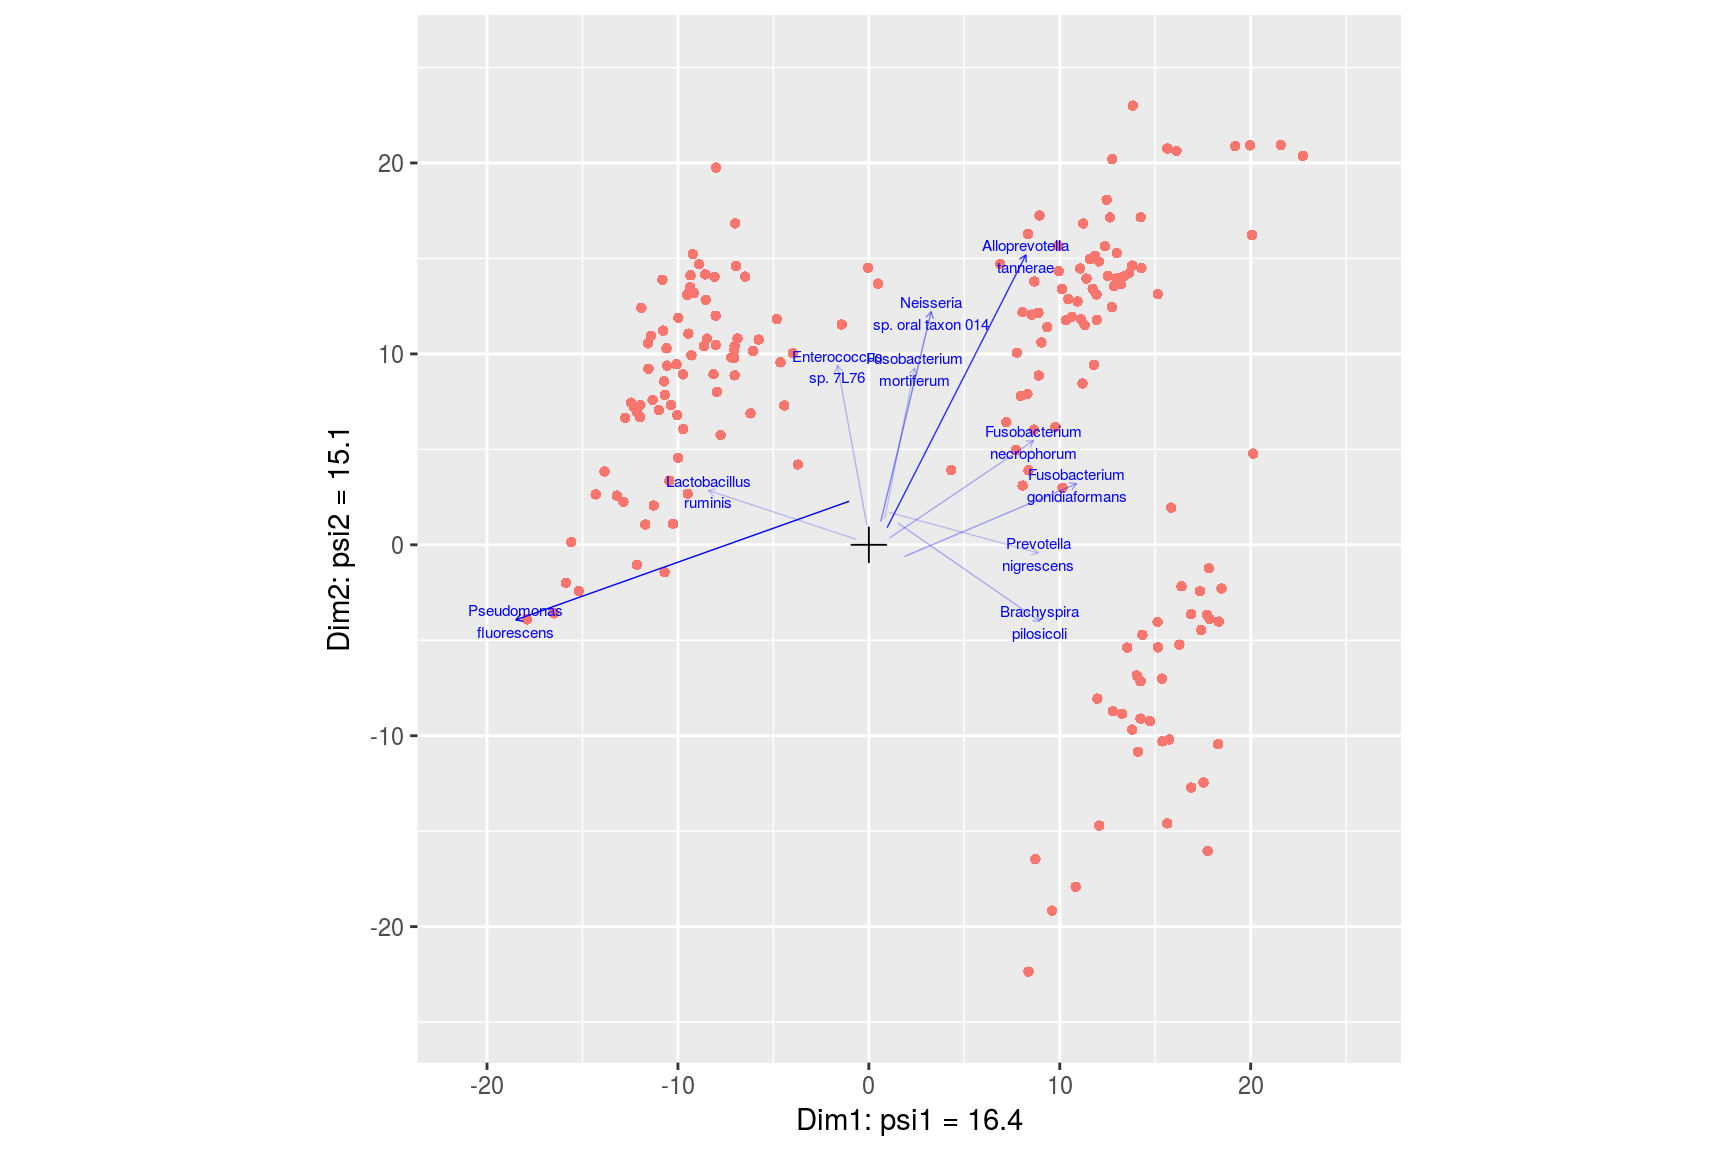 20
10
0
-10
-20
Dim2: psi2 = 15.1
Alloprevotella
tannerae
Neisseria
sp. oral taxon 014
Enterococcus
sp. 7L76
Fusobacterium
mortiferum
Fusobacterium
necrophorum
Fusobacterium
gonidiaformans
Lactobacillus
ruminis
Prevotella
nigrescens
Pseudomonas
fluorescens
Brachyspira
pilosicoli
-20
-10
0
10
20
Dim1: psi1 = 16.4